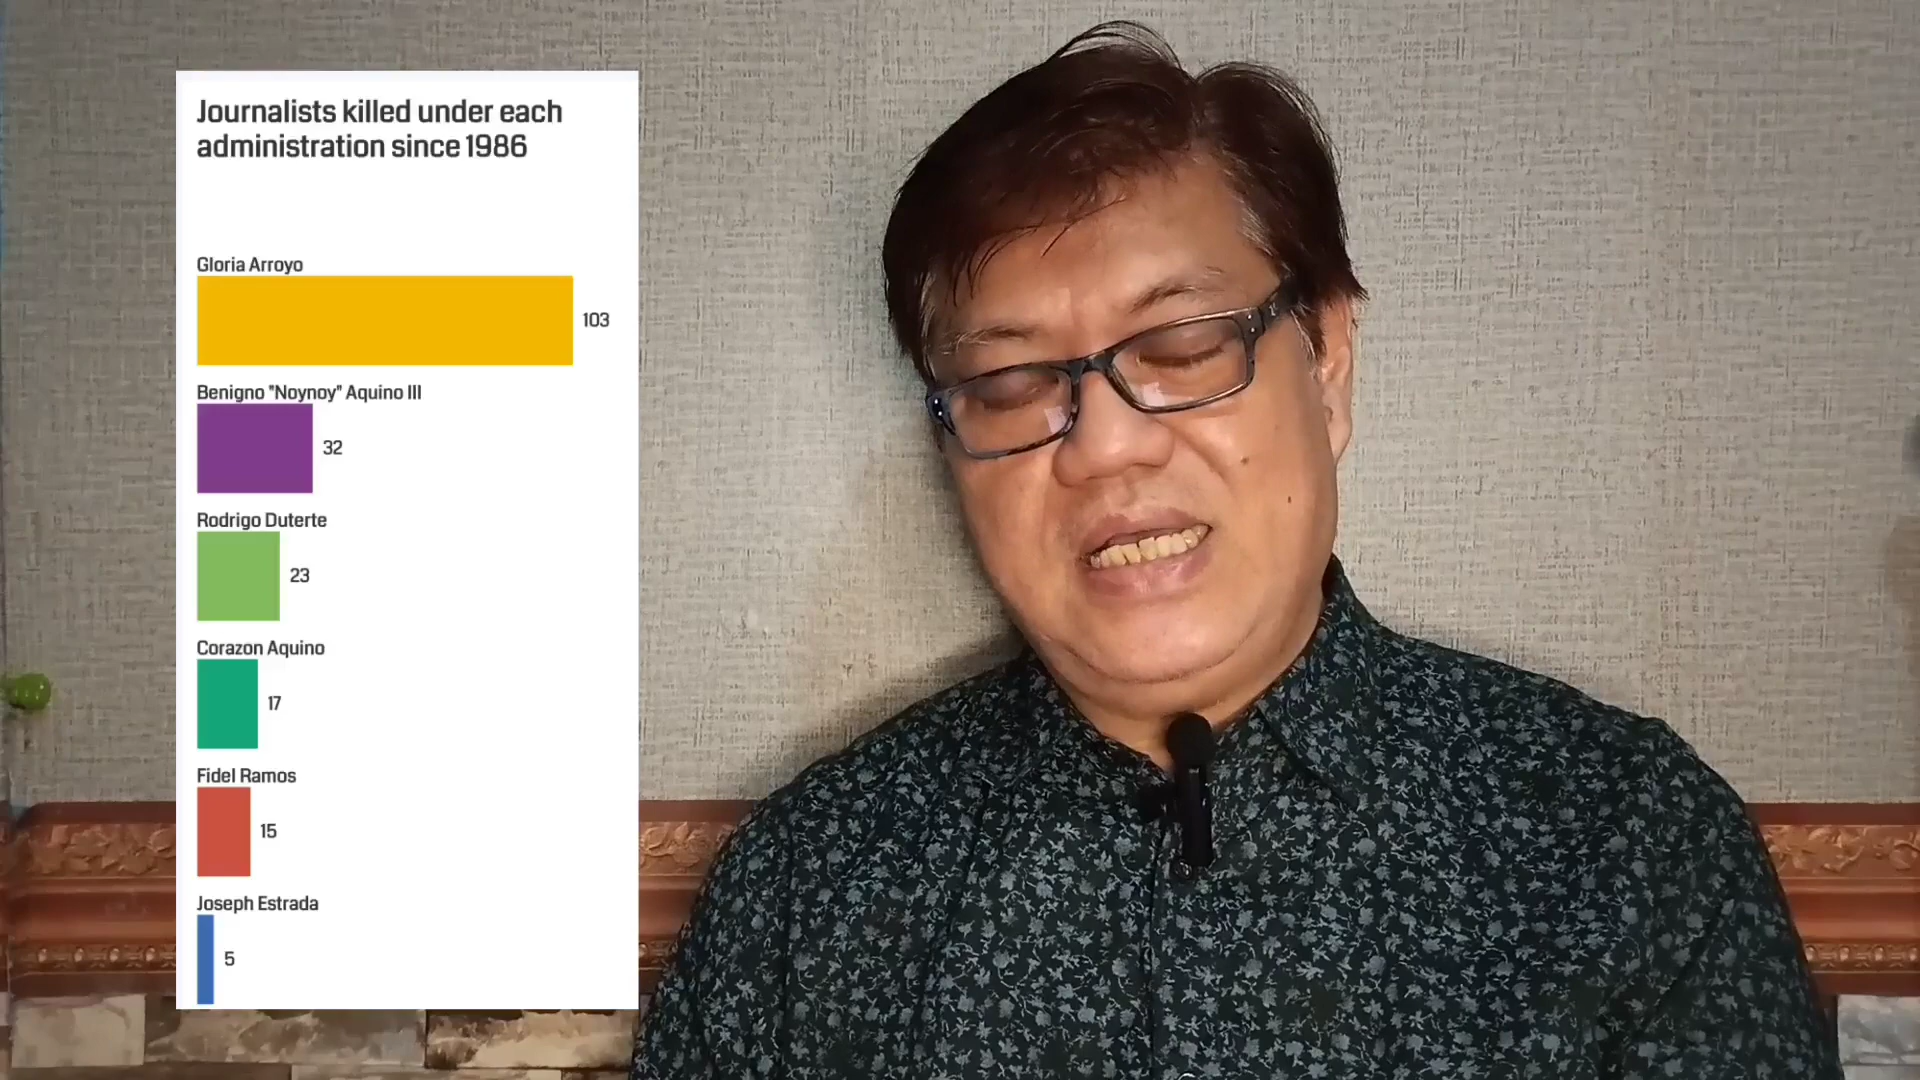 Journalists killed under each
administration since 1986
Gloria Arroyo
103
Benigno "Noynoy" Aquino III
32
Rodrigo Duterte
23
Corazon Aquino
17
Fidel Ramos
15
Joseph Estrada
5